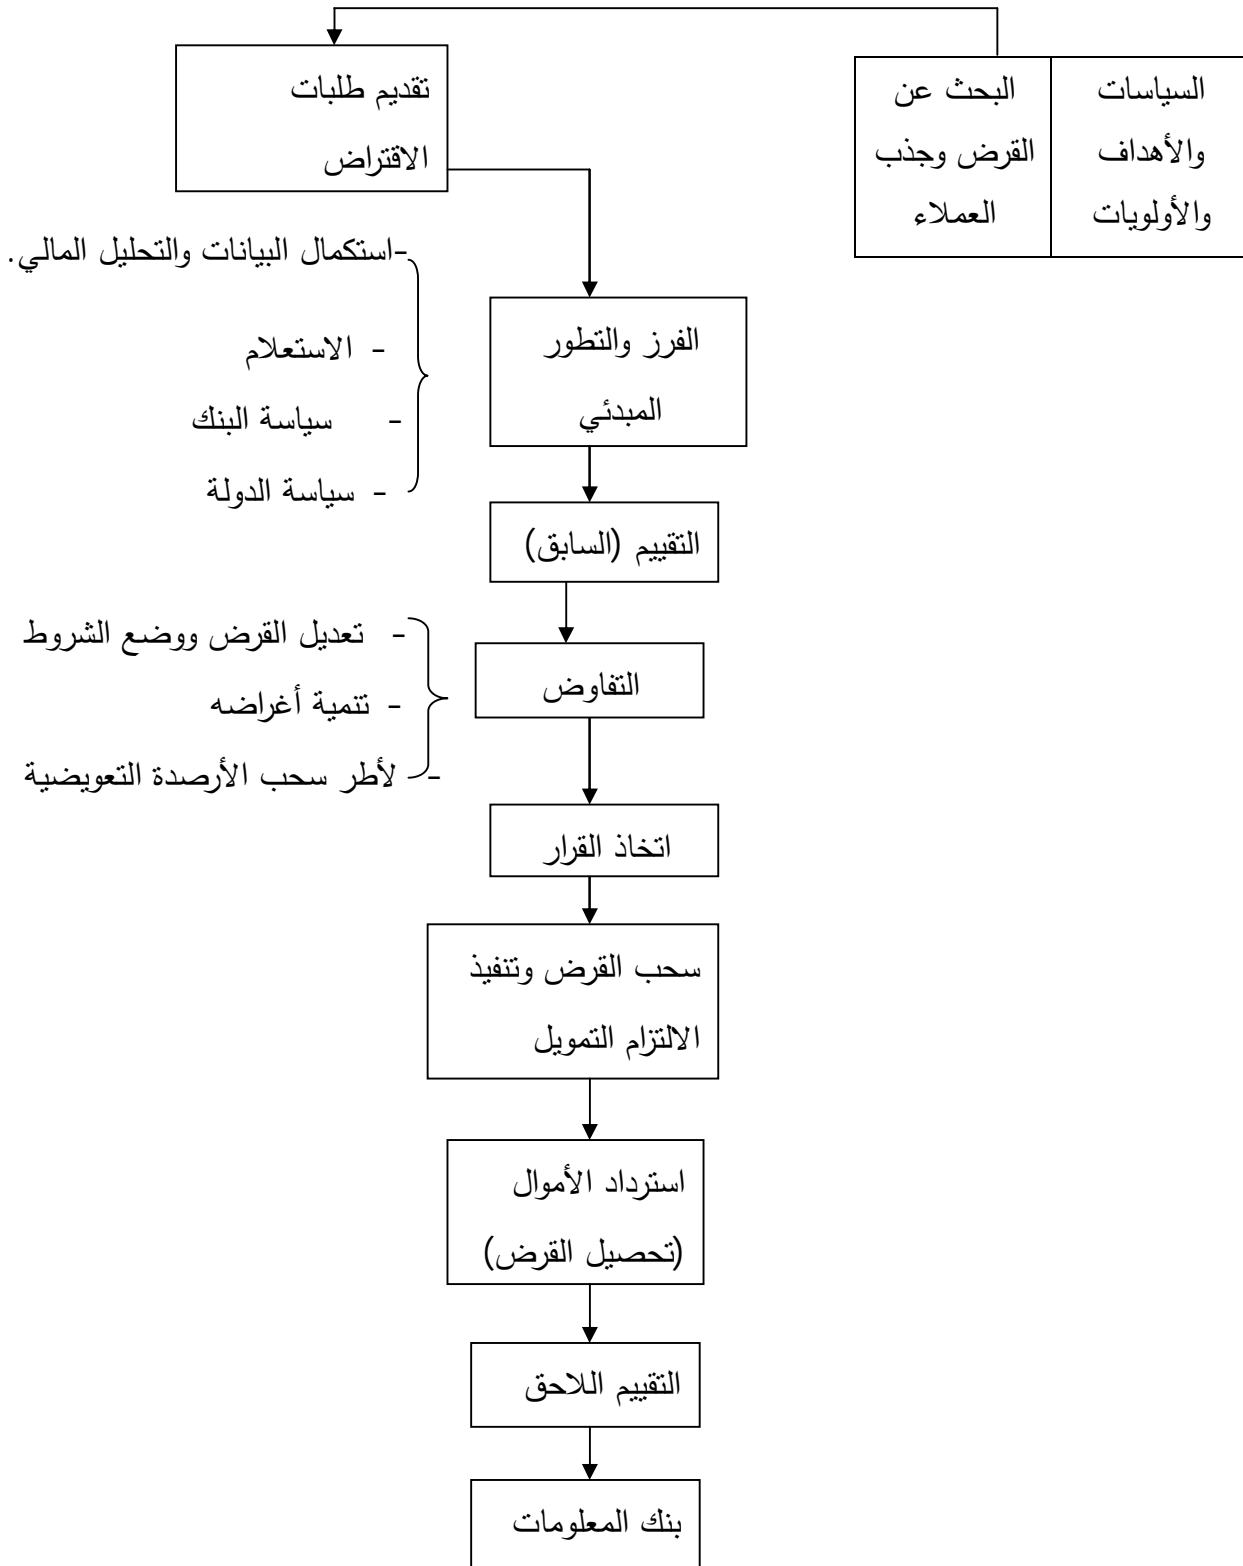 السياسات
والأهداف
والأولويات
البحث عن
القرض وجذب
العملاء
تقديم طلبات
الاقتراض
-استكمال البيانات والتحليل المالي.
- الاستعلام
- سياسة البنك
- سياسة الدولة
الفرز والتطور
المبدئي
التقييم (السابق)
- تعديل القرض ووضع الشروط
- تنمية أغراضه
- لأطر سحب الأرصدة التعويضية
التفاوض
اتخاذ القرار
سحب القرض وتنفيذ
الالتزام التمويل
استرداد الأموال
(تحصيل القرض)
التقييم اللاحق
بنك المعلومات